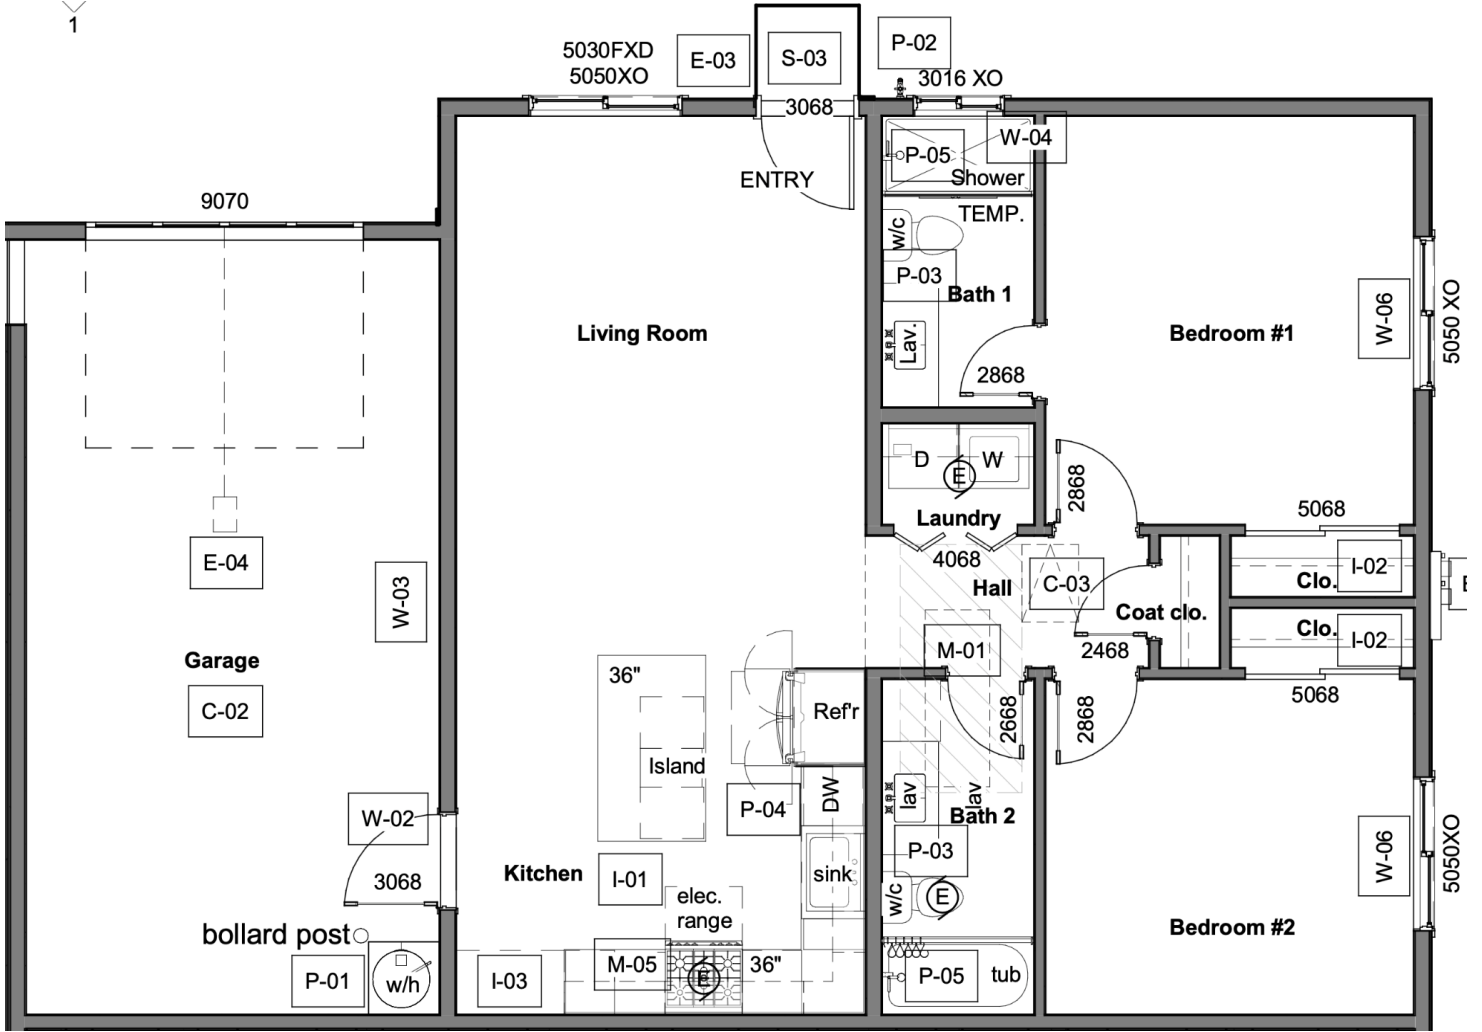 1
5030FXD
5050XO
E-03
S-03
P-02
3016 XO
3068
W-04
P-05
Shower
ENTRY
9070
TEMP.
w/c
P-03
Bath 1
Living Room
Lav.
Bedroom #1
W-06
5050 XO
2868
D
W
E
2868
Laundry
5068
4068
E-04
W-03
Hall
C-03
Clo.
I-02
Coat clo.
Clo.
I-02
M-01
2468
Garage
36"
5068
C-02
Ref'r
2668
2868
Island
DW
lav
lav
P-04
Bath 2
W-02
P-03
W-06
5050XO
Kitchen
I-01
sink
3068
elec.
range
w/c
E
Bedroom #2
bollard post
P-01
w/h
I-03
M-05
E
36"
P-05
tub